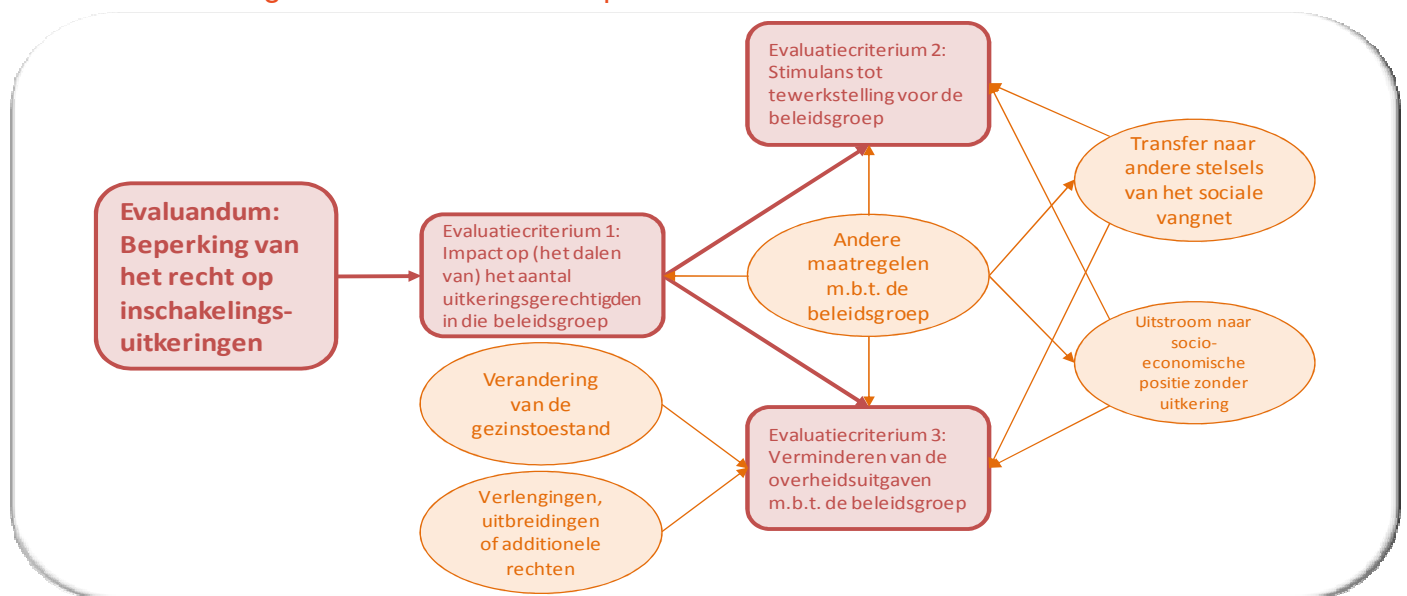 Evaluandum:
Beperking van
het recht op
inschakelings-
uitkeringen
Evaluatiecriterium 1:
Impact op (het dalen
van) het aantal
uitkeringsgerechtigden
in die beleidsgroep
Evaluatiecriterium 2:
Stimulans tot
tewerkstelling voor de
beleidsgroep
Andere
maatregelen
m.b.t. de
beleidsgroep
Transfer naar
andere stelsels
van het sociale
vangnet
Uitstroom naar
socio-
economische
positie zonder
uitkering
Verandering
van de
gezinstoestand
Evaluatiecriterium 3:
Verminderen van de
overheidsuitgaven
m.b.t. de beleidsgroep
Verlengingen,
uitbreidingen
of additionele
rechten